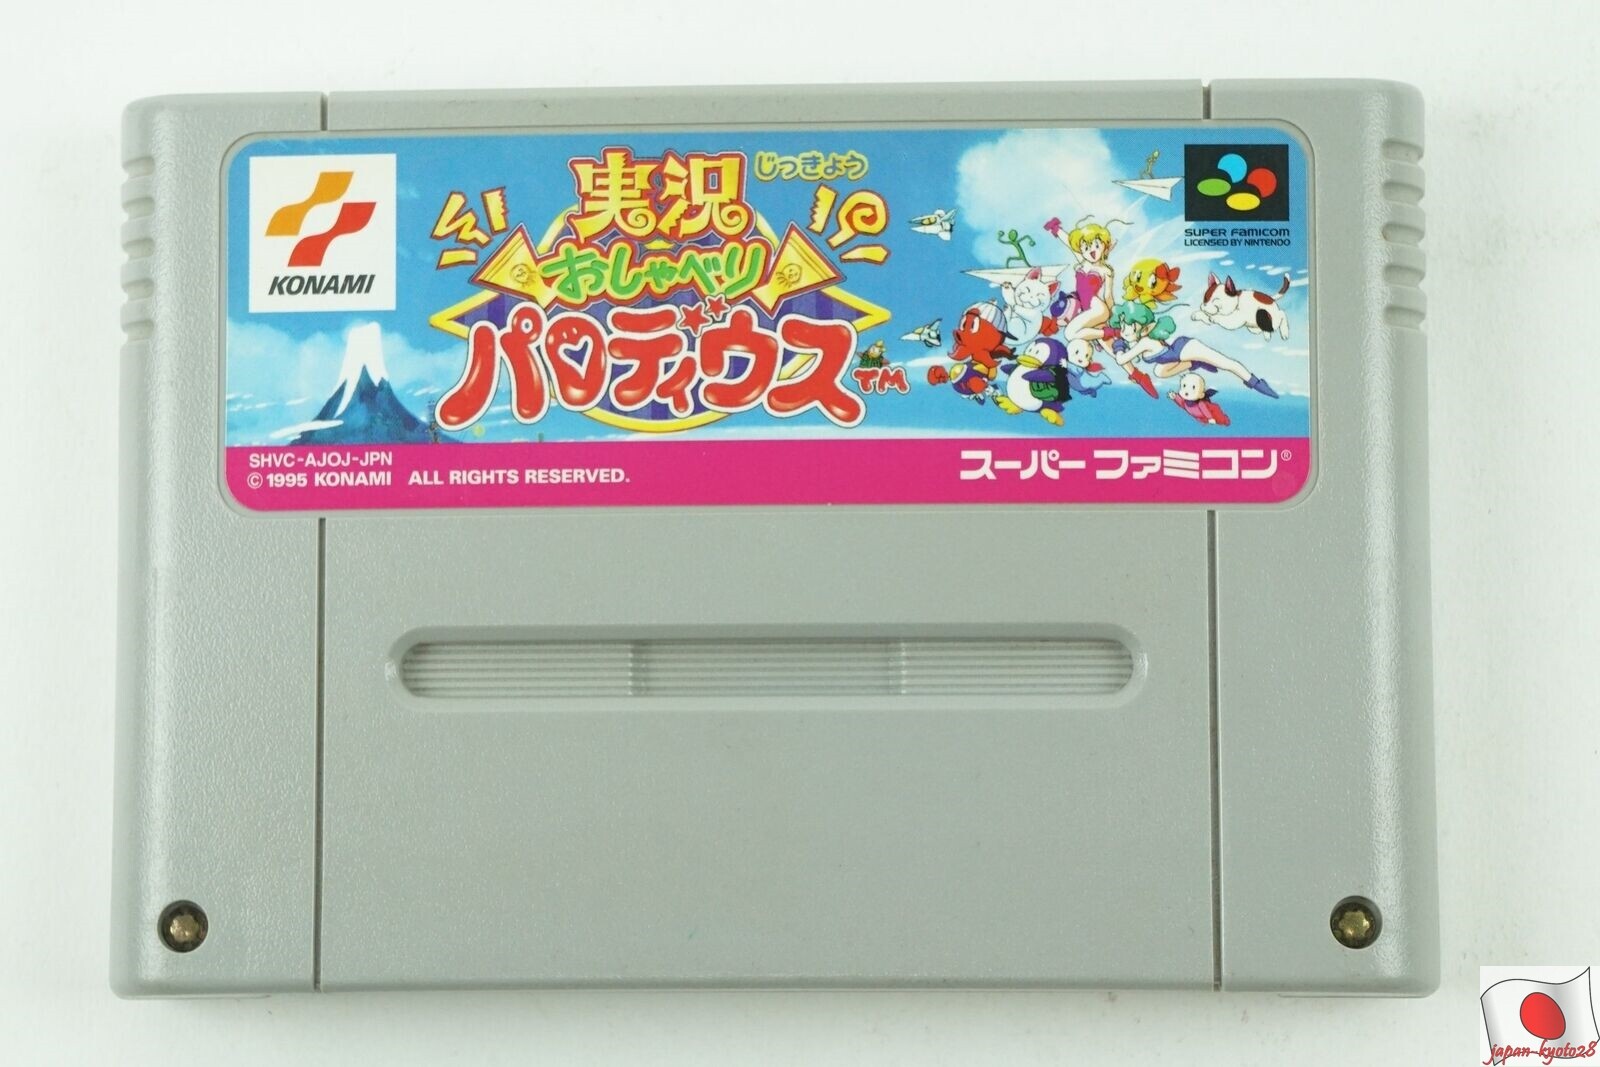 KONAMI
実況
じっきょう
おしゃべり
パロディウス™
SUPER FAMICOM
LICENSED BY NINTENDO
SHVC-AJOJ-JPN
© 1995 KONAMI ALL RIGHTS RESERVED.
スーパーファミコン®
japan-kyoto28